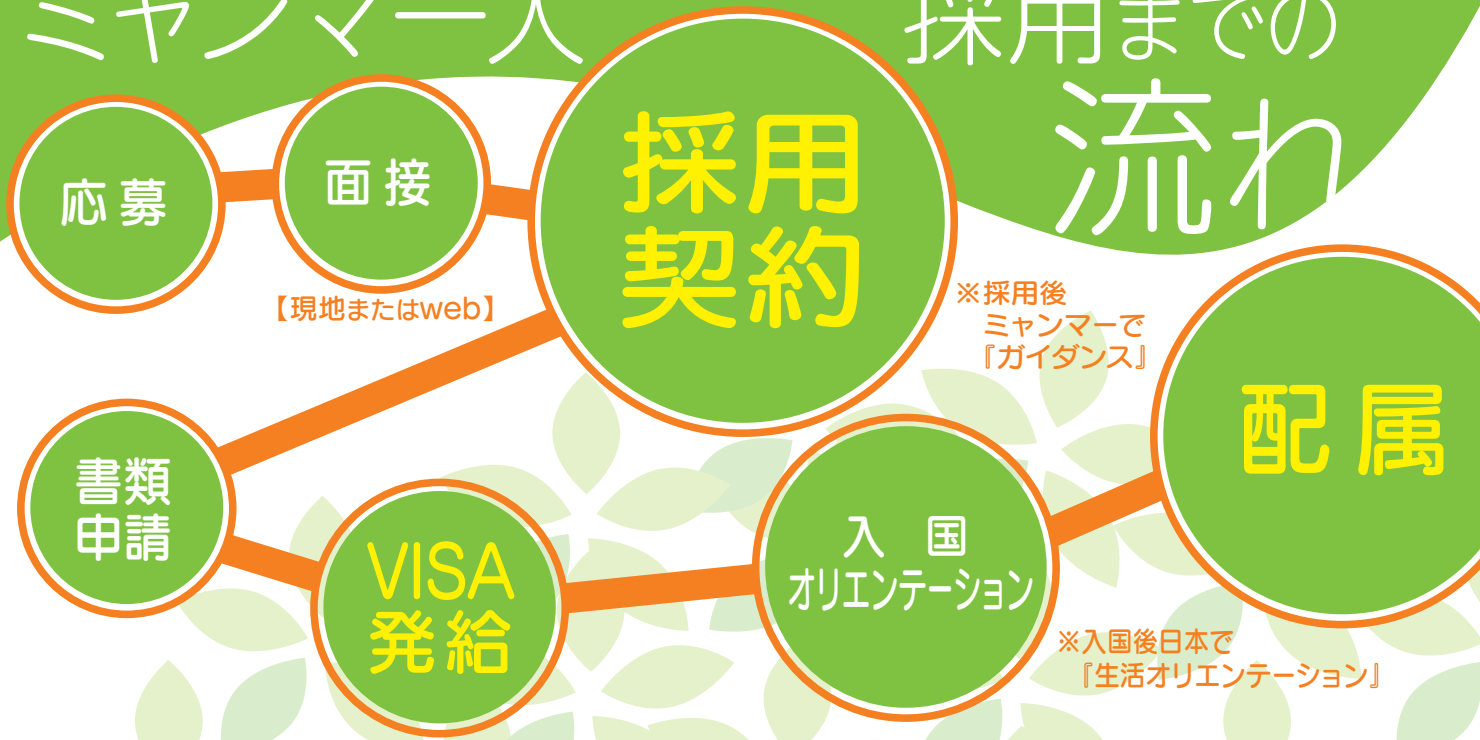 ミャンマー人
採用までの
流れ
応募
面接
【現地またはweb】
採用
契約
※採用後
ミャンマーで
『ガイダンス』
書類
申請
VISA
発給
入 国
オリエンテーション
※入国後日本で
『生活オリエンテーション』
配属